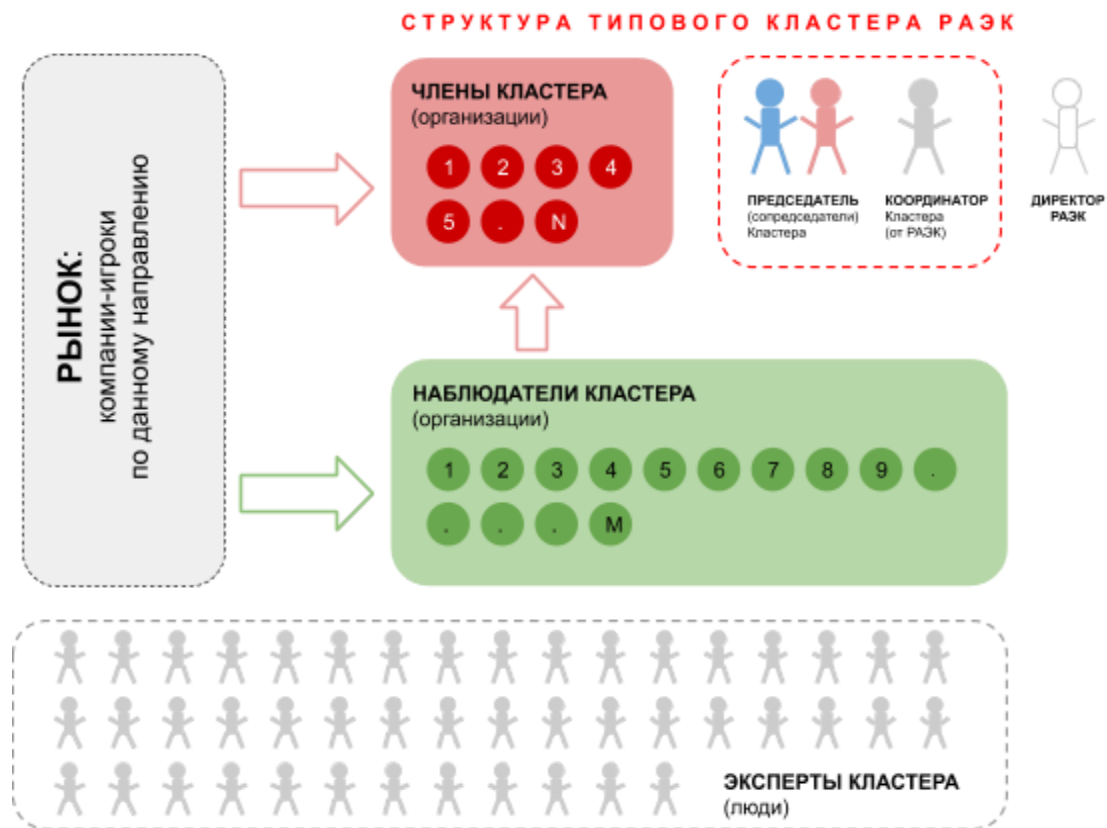 СТРУКТУРА ТИПОВОГО КЛАСТЕРА РАЭК
РЫНОК:
компании-игроки
по данному направлению
ЧЛЕНЫ КЛАСТЕРА
(организации)
1 2 3 4
5 . N
ПРЕДСЕДАТЕЛЬ
(сопредседатели)
Кластера
КООРДИНАТОР
Кластера
(от РАЭК)
ДИРЕКТОР
РАЭК
НАБЛЮДАТЕЛИ КЛАСТЕРА
(организации)
1 2 3 4 5 6 7 8 9 .
. . . M
ЭКСПЕРТЫ КЛАСТЕРА
(люди)